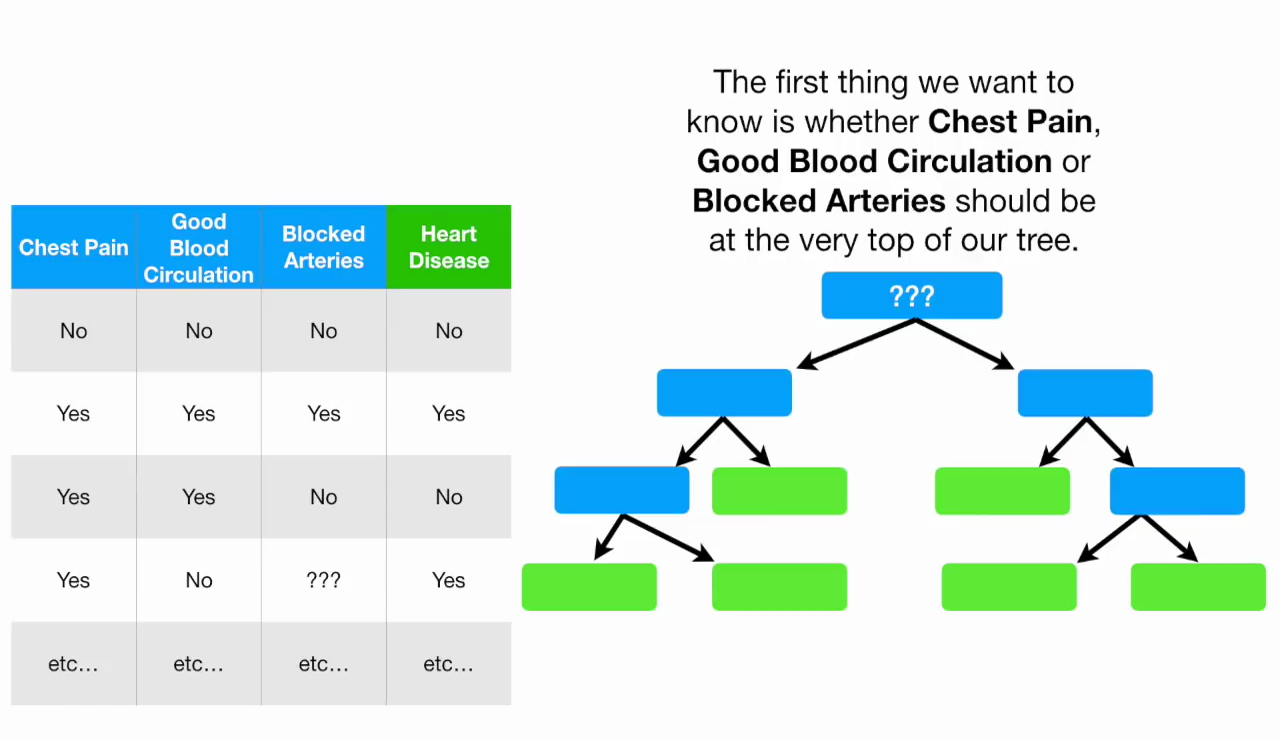 The first thing we want to
know is whether Chest Pain,
Good Blood Circulation or
Blocked Arteries should be
at the very top of our tree.
???
Chest Pain
Good
Blood
Circulation
Blocked
Arteries
Heart
Disease
No No No No
Yes Yes Yes Yes
Yes Yes No No
Yes No ??? Yes
etc… etc… etc… etc…